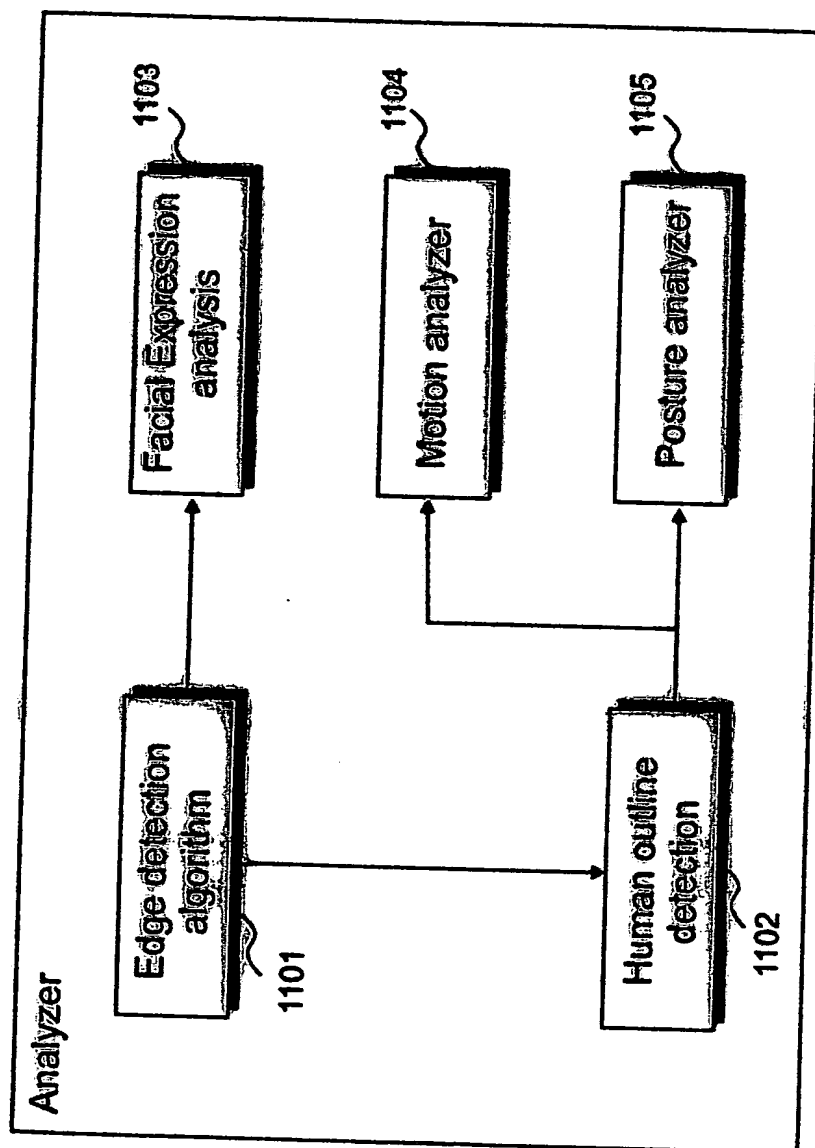 Analyzer
Edge detection
algorithm
1101
Facial Expression
analysis
1103
Motion analyzer
1104
Human outline
detection
1102
Posture analyzer
1105